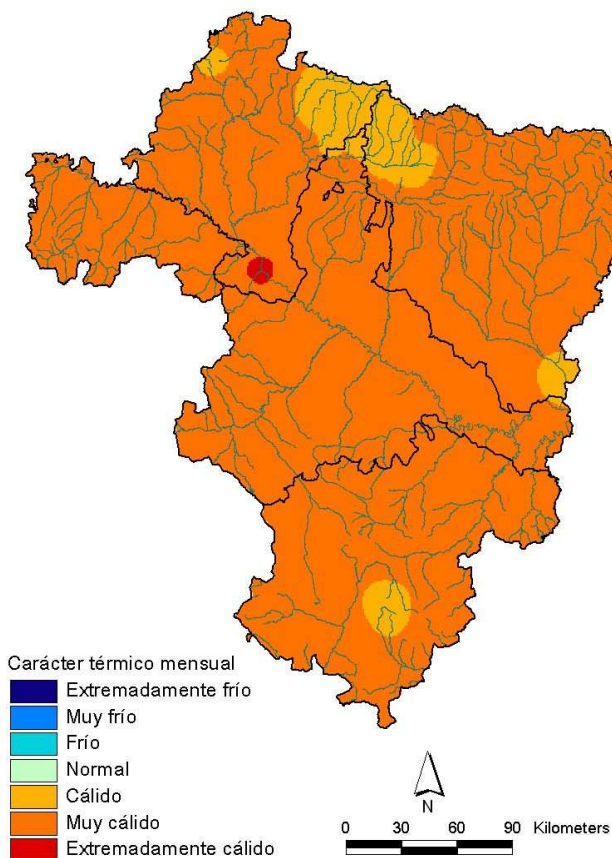 Carácter térmico mensual
Extremadamente frío
Muy frío
Frío
Normal
Cálido
Muy cálido
Extremadamente cálido
N
0 30 60 90 Kilometers